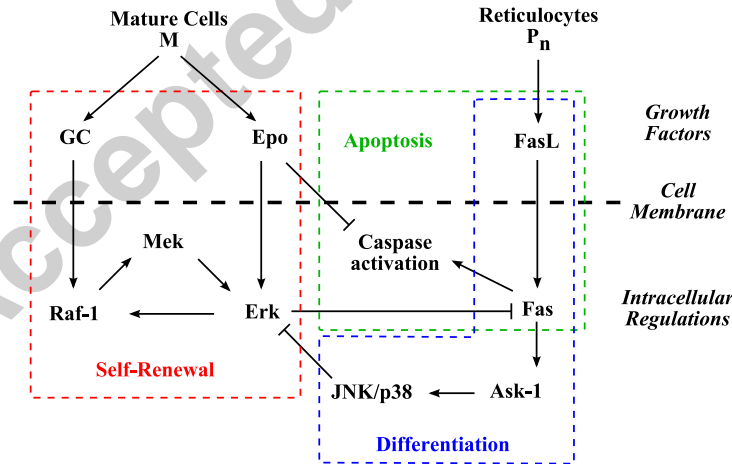 Mature Cells
M
Reticulocytes
Pn
GC
Epo
Apoptosis
FasL
Growth
Factors
Cell
Membrane
Mek
Caspase
activation
Raf-1
Erk
Fas
Intracellular
Regulations
Self-Renewal
JNK/p38
Ask-1
Differentiation
Accepted